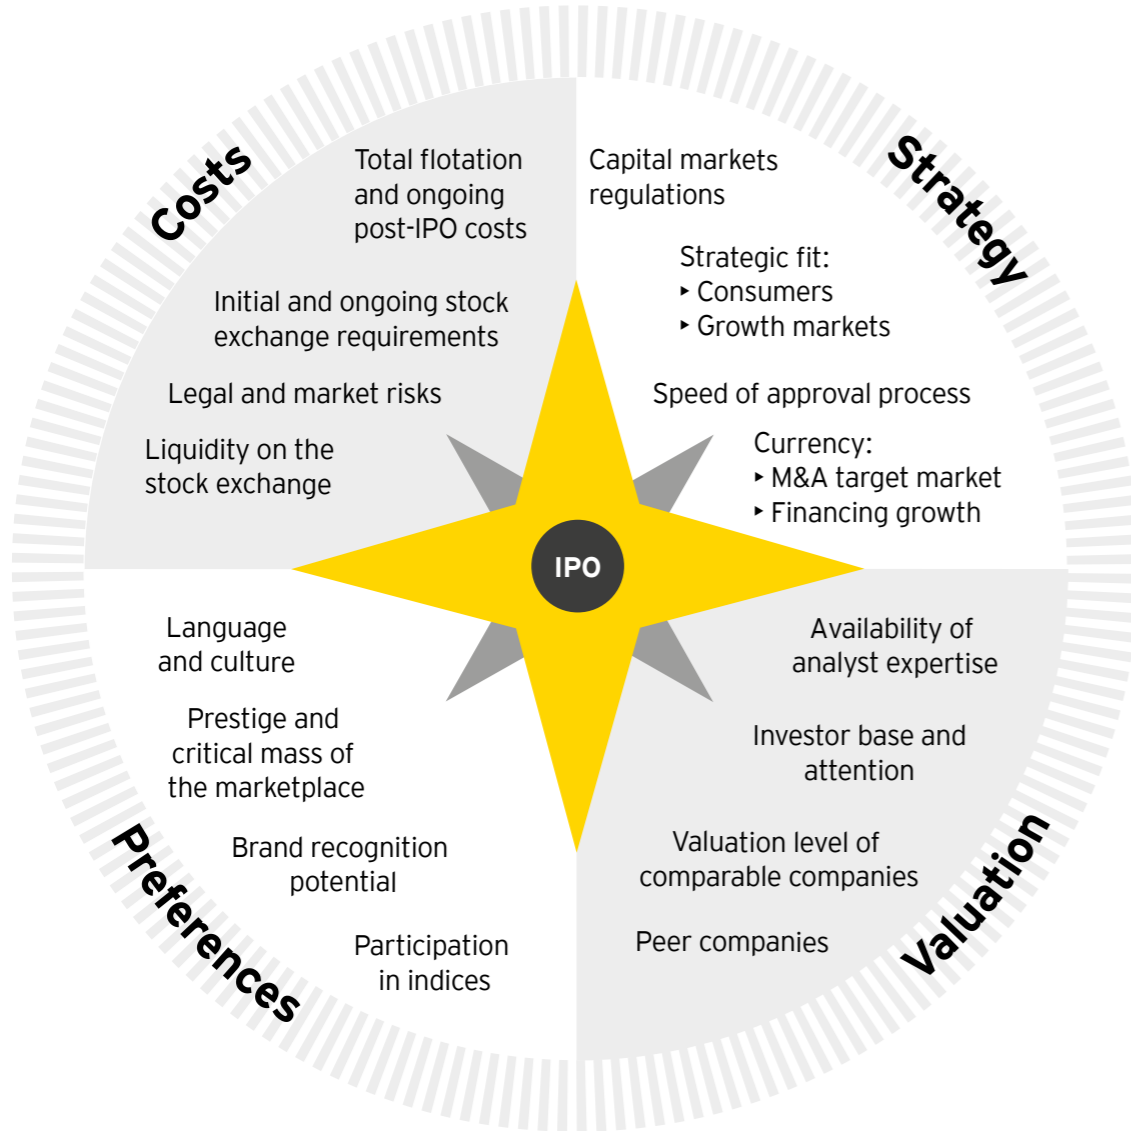 Costs
Total flotation
and ongoing
post-IPO costs
Initial and ongoing stock
exchange requirements
Legal and market risks
Liquidity on the
stock exchange
Strategy
Capital markets
regulations
Strategic fit:
‣ Consumers
‣ Growth markets
Speed of approval process
Currency:
‣ M&A target market
‣ Financing growth
IPO
Preferences
Language
and culture
Prestige and
critical mass of
the marketplace
Brand recognition
potential
Participation
in indices
Valuation
Availability of
analyst expertise
Investor base and
attention
Valuation level of
comparable companies
Peer companies